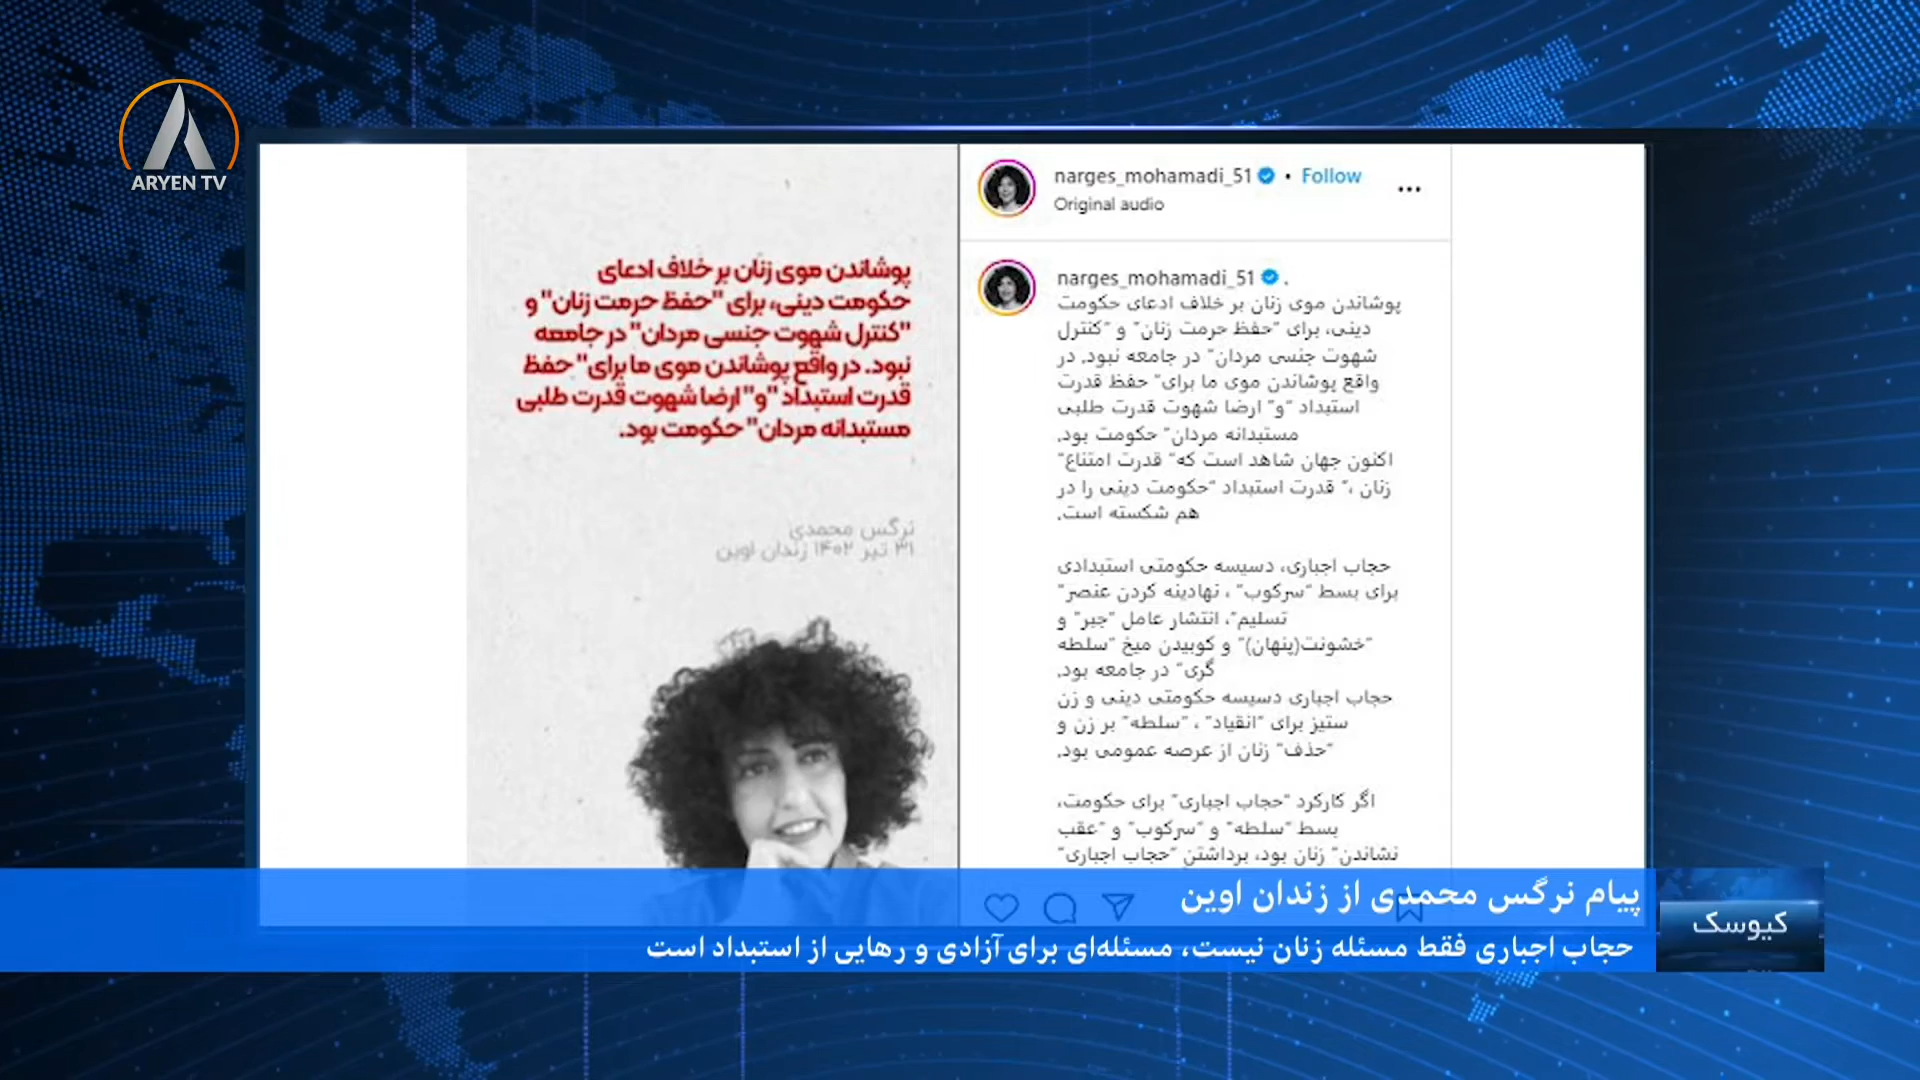 ARYEN TV
پوشاندن موی زنان بر خلاف ادعای
حکومت دینی، برای "حفظ حرمت زنان" و
"کنترل شهوت جنسی مردان" در جامعه
نبود. در واقع پوشاندن موی ما برای" حفظ
قدرت استبداد "و" ارضا شهوت قدرت طلبی
مستبدانه مردان" حکومت بود.
نرگس محمدی
۳۱ تیر ۱۴۰۲ زندان اوین
narges_mohamadi_51 • Follow
Original audio
narges_mohamadi_51 .
پوشاندن موی زنان بر خلاف ادعای حکومت
دینی، برای "حفظ حرمت زنان" و "کنترل
شهوت جنسی مردان" در جامعه نبود. در
واقع پوشاندن موی ما برای" حفظ قدرت
استبداد "و" ارضا شهوت قدرت طلبی
مستبدانه مردان" حکومت بود.
اکنون جهان شاهد است که" قدرت امتناع"
زنان ،" قدرت استبداد "حکومت دینی را در
هم شکسته است.
حجاب اجباری، دسیسه حکومتی استبدادی
برای بسط "سرکوب" ، نهادینه کردن عنصر"
تسلیم"، انتشار عامل "جبر" و
"خشونت(پنهان)" و کوبیدن میخ "سلطه
گری" در جامعه بود.
حجاب اجباری دسیسه حکومتی دینی و زن
ستیز برای "انقیاد" ، "سلطه" بر زن و
"حذف" زنان از عرصه عمومی بود.
اگر کارکرد "حجاب اجباری" برای حکومت،
بسط "سلطه" و "سرکوب" و "عقب
نشاندن" زنان بود، برداشتن "حجاب اجباری"
پیام نرگس محمدی از زندان اوین
حجاب اجباری فقط مسئله زنان نیست، مسئله‌ای برای آزادی و رهایی از استبداد است
کیوسک